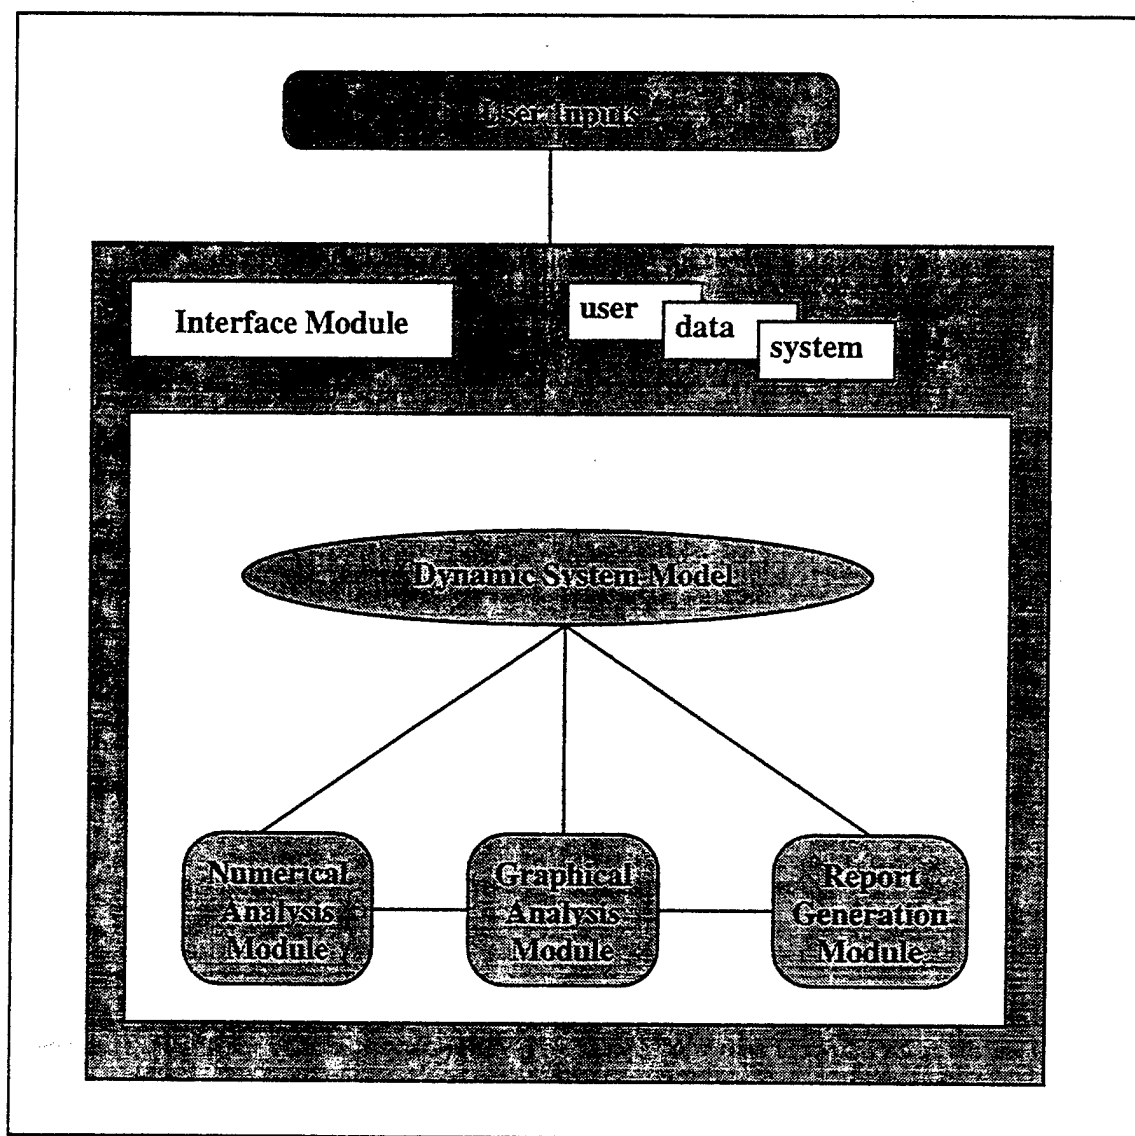 User Inputs
Interface Module
user
data
system
Dynamic System Model
Numerical
Analysis
Module
Graphical
Analysis
Module
Report
Generation
Module